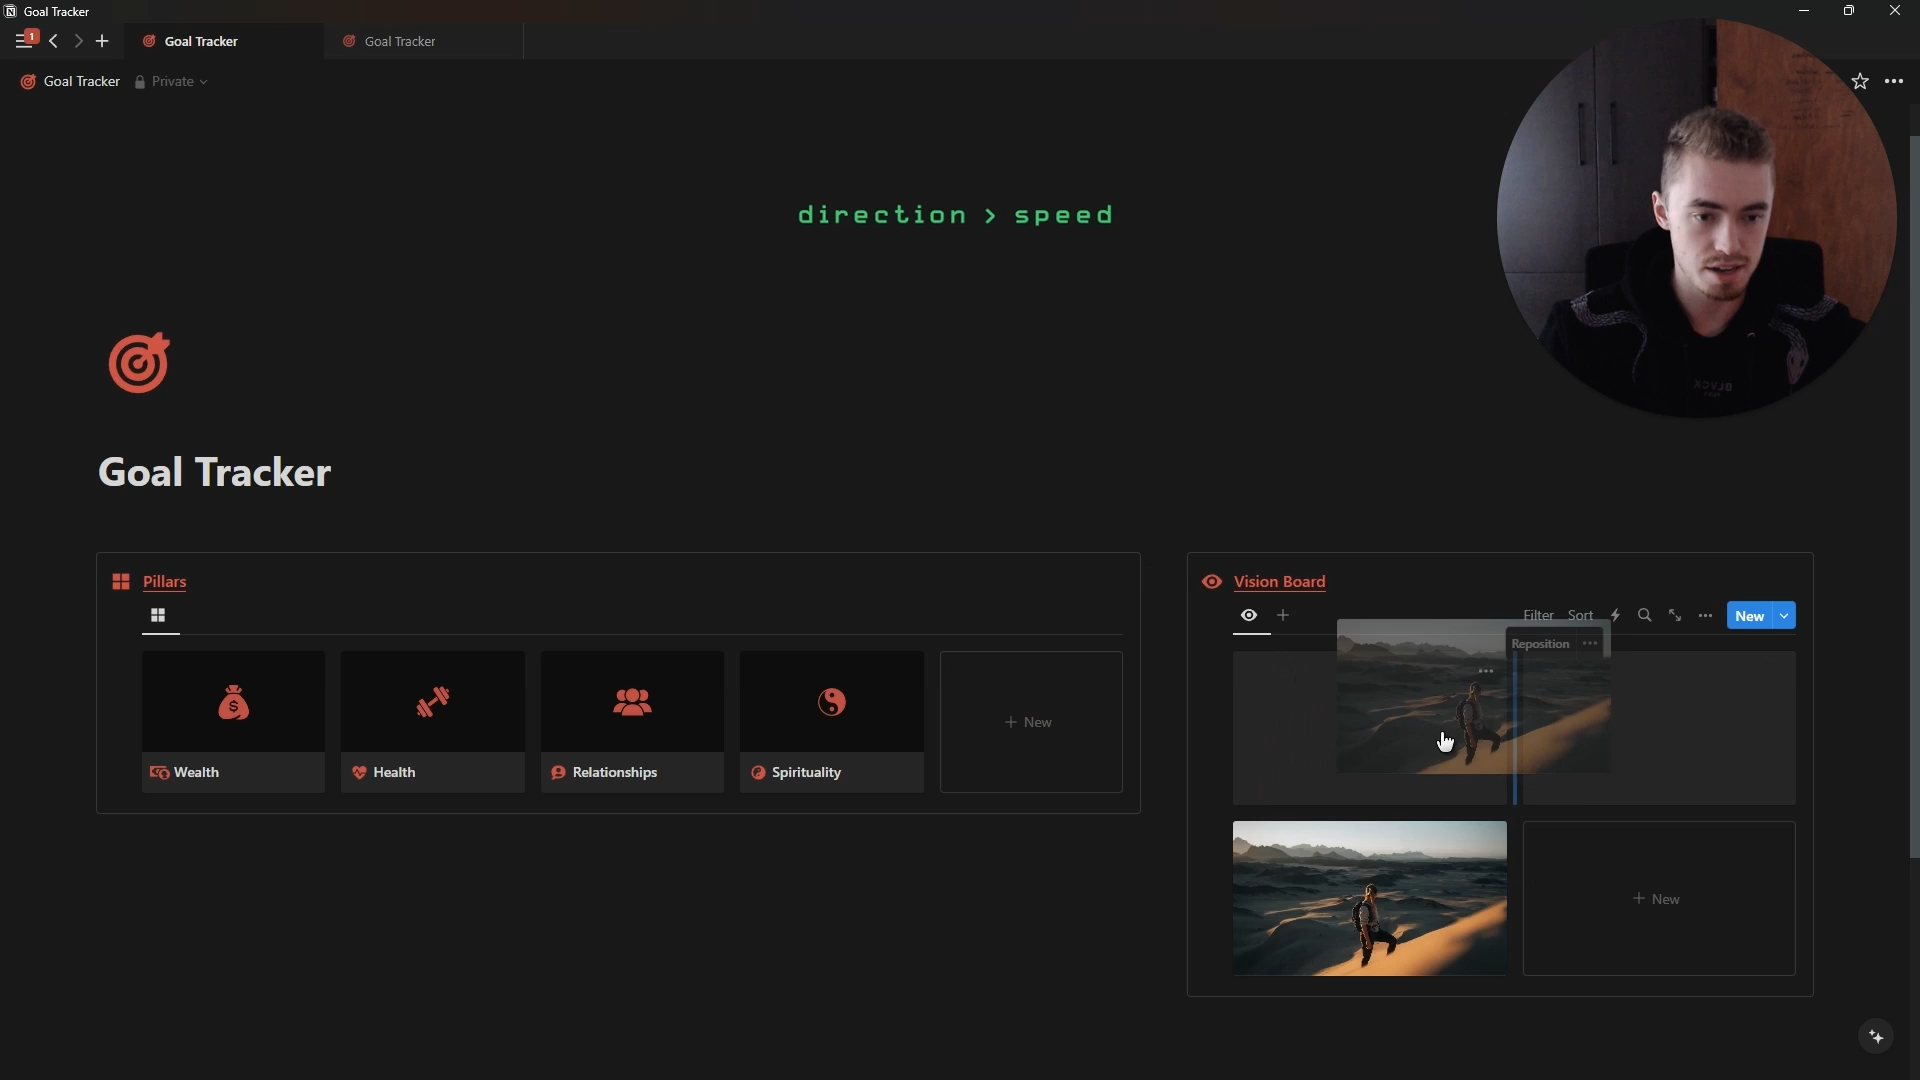 Goal Tracker
1
Goal Tracker
Goal Tracker
Goal Tracker Private
direction > speed
Goal Tracker
Pillars
Wealth
Health
Relationships
Spirituality
+ New
Vision Board
Filter Sort
New
Reposition
+ New